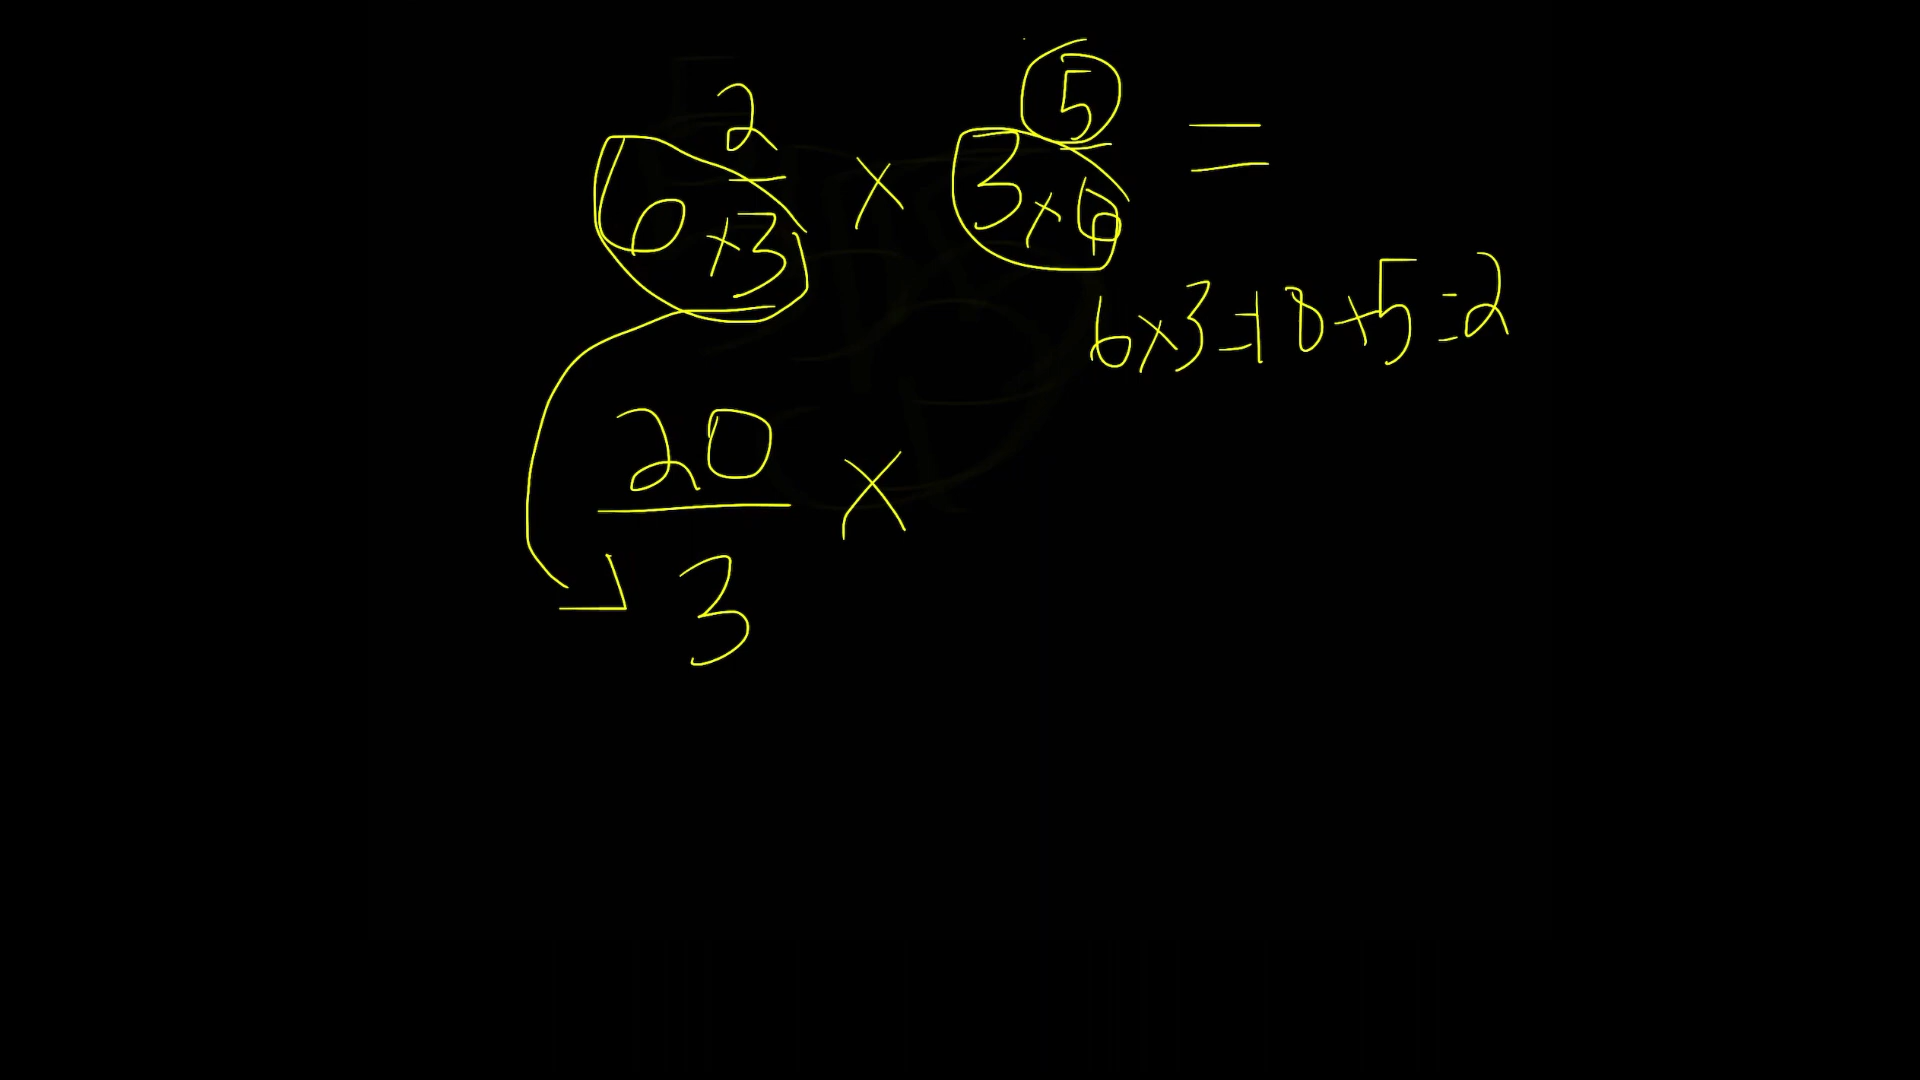 6 2/×3 × 3 5/×6 =
6×3=18+5=2
20/3 ×